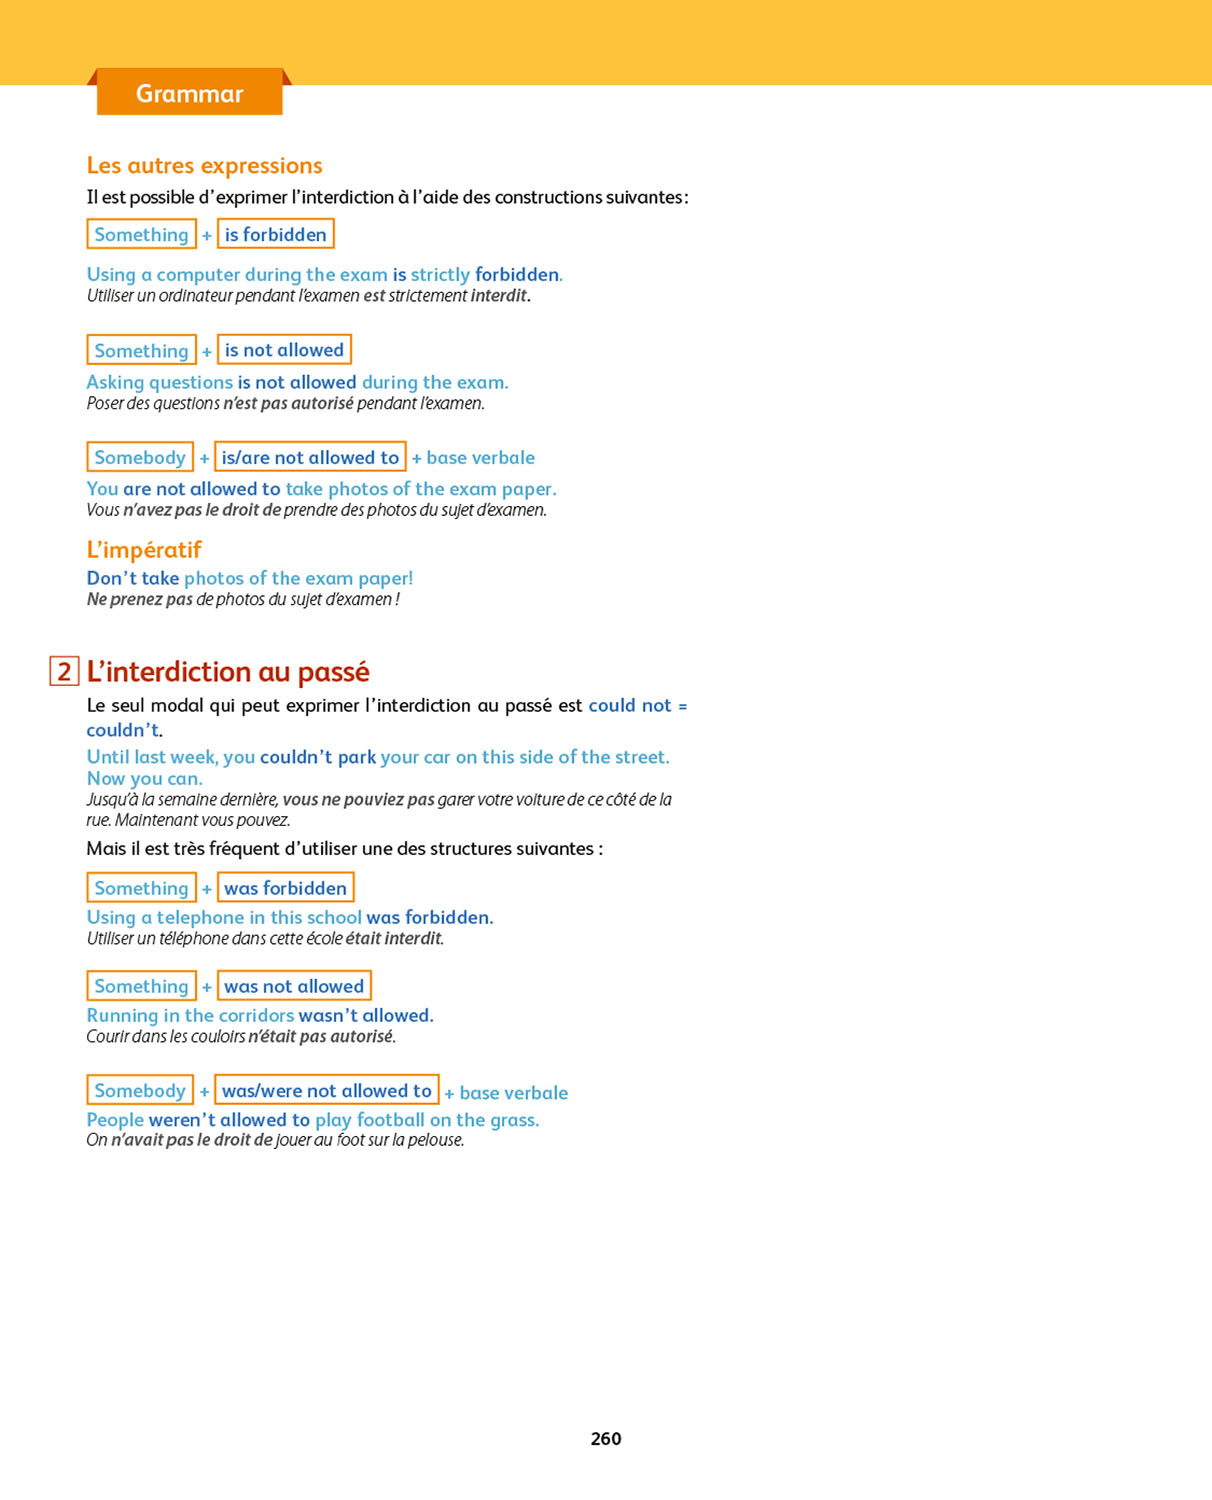 Grammar
Les autres expressions
Il est possible d’exprimer l’interdiction à l’aide des constructions suivantes :
Something + is forbidden
Using a computer during the exam is strictly forbidden.
Utiliser un ordinateur pendant l’examen est strictement interdit.
Something + is not allowed
Asking questions is not allowed during the exam.
Poser des questions n’est pas autorisé pendant l’examen.
Somebody + is/are not allowed to + base verbale
You are not allowed to take photos of the exam paper.
Vous n’avez pas le droit de prendre des photos du sujet d’examen.
L’impératif
Don’t take photos of the exam paper!
Ne prenez pas de photos du sujet d’examen !
2 L’interdiction au passé
Le seul modal qui peut exprimer l’interdiction au passé est could not =
couldn’t.
Until last week, you couldn’t park your car on this side of the street.
Now you can.
Jusqu’à la semaine dernière, vous ne pouviez pas garer votre voiture de ce côté de la
rue. Maintenant vous pouvez.
Mais il est très fréquent d’utiliser une des structures suivantes :
Something + was forbidden
Using a telephone in this school was forbidden.
Utiliser un téléphone dans cette école était interdit.
Something + was not allowed
Running in the corridors wasn’t allowed.
Courir dans les couloirs n’était pas autorisé.
Somebody + was/were not allowed to + base verbale
People weren’t allowed to play football on the grass.
On n’avait pas le droit de jouer au foot sur la pelouse.
260